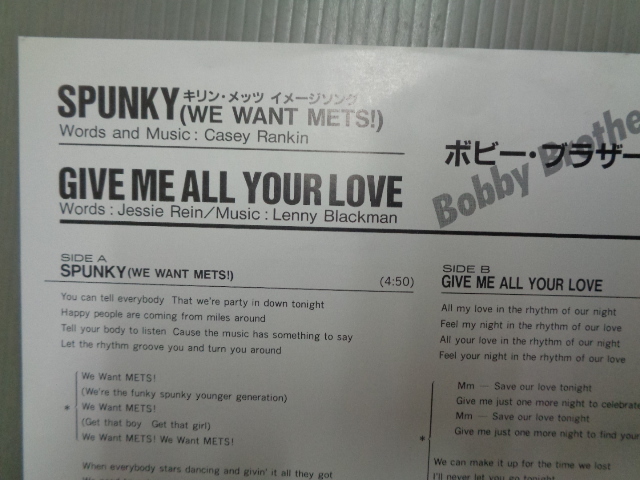 SPUNKY キリン・メッツ イメージソング
(WE WANT METS!)
Words and Music : Casey Rankin
GIVE ME ALL YOUR LOVE
Words : Jessie Rein/Music : Lenny Blackman
ボビー・ブラザー
Bobby Brothe
SIDE A
SPUNKY (WE WANT METS!) (4:50)
You can tell everybody That we're party in down tonight
Happy people are coming from miles around
Tell your body to listen Cause the music has something to say
Let the rhythm groove you and turn you around
We Want METS!
(We're the funky spunky younger generation)
* We Want METS!
(Get that boy Get that girl)
We Want METS! We Want METS!
When everybody stars dancing and givin' it all they got
SIDE B
GIVE ME ALL YOUR LOVE
All my love in the rhythm of our night
Feel my night in the rhythm of our love
All your love in the rhythm of our night
Feel your night in the rhythm of our love
Mm — Save our love tonight
Give me just one more night to celebrate
Mm — Save our love tonight
* Give me just one more night to find your
We can make it up for the time we lost
I'll never let you go tonight